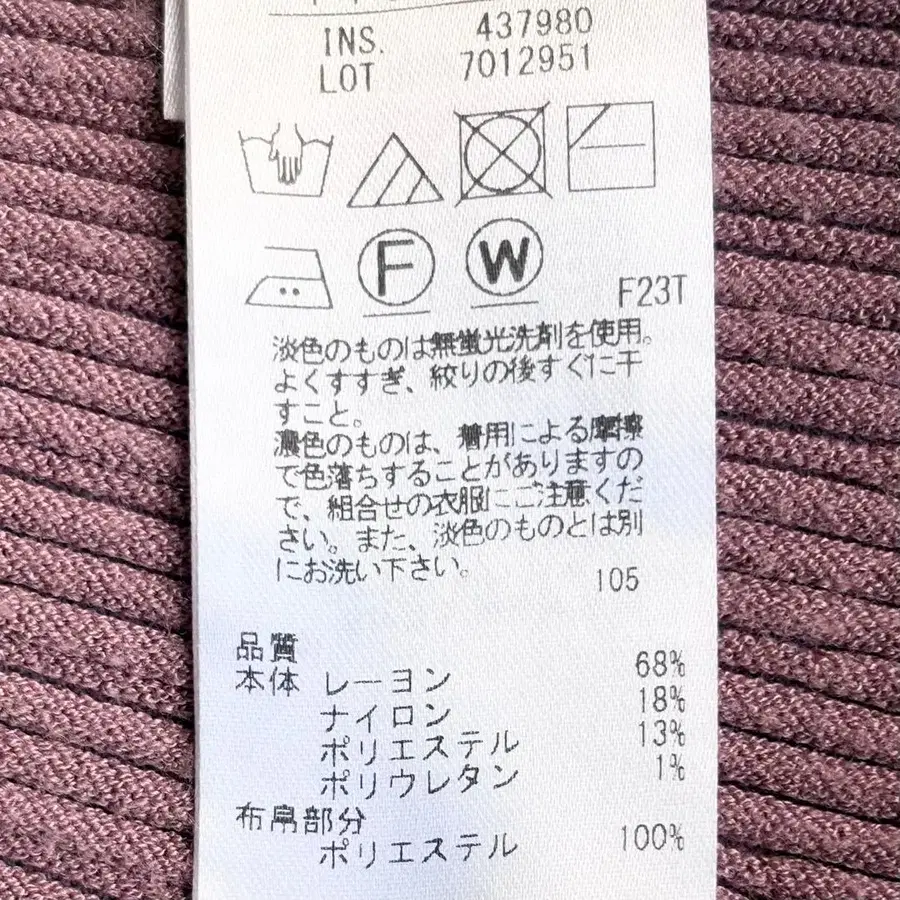 INS. 437980
LOT 7012951
F
W
F23T
淡色のものは無蛍光洗剤を使用。
よくすすぎ、絞りの後すぐに干
すこと。
濃色のものは、着用による摩擦
で色落ちすることがありますの
で、組合せの衣服にご注意くだ
さい。また、淡色のものとは別
にお洗い下さい。
105
品質
本体 レーヨン 68%
ナイロン 18%
ポリエステル 13%
ポリウレタン 1%
布帛部分
ポリエステル 100%